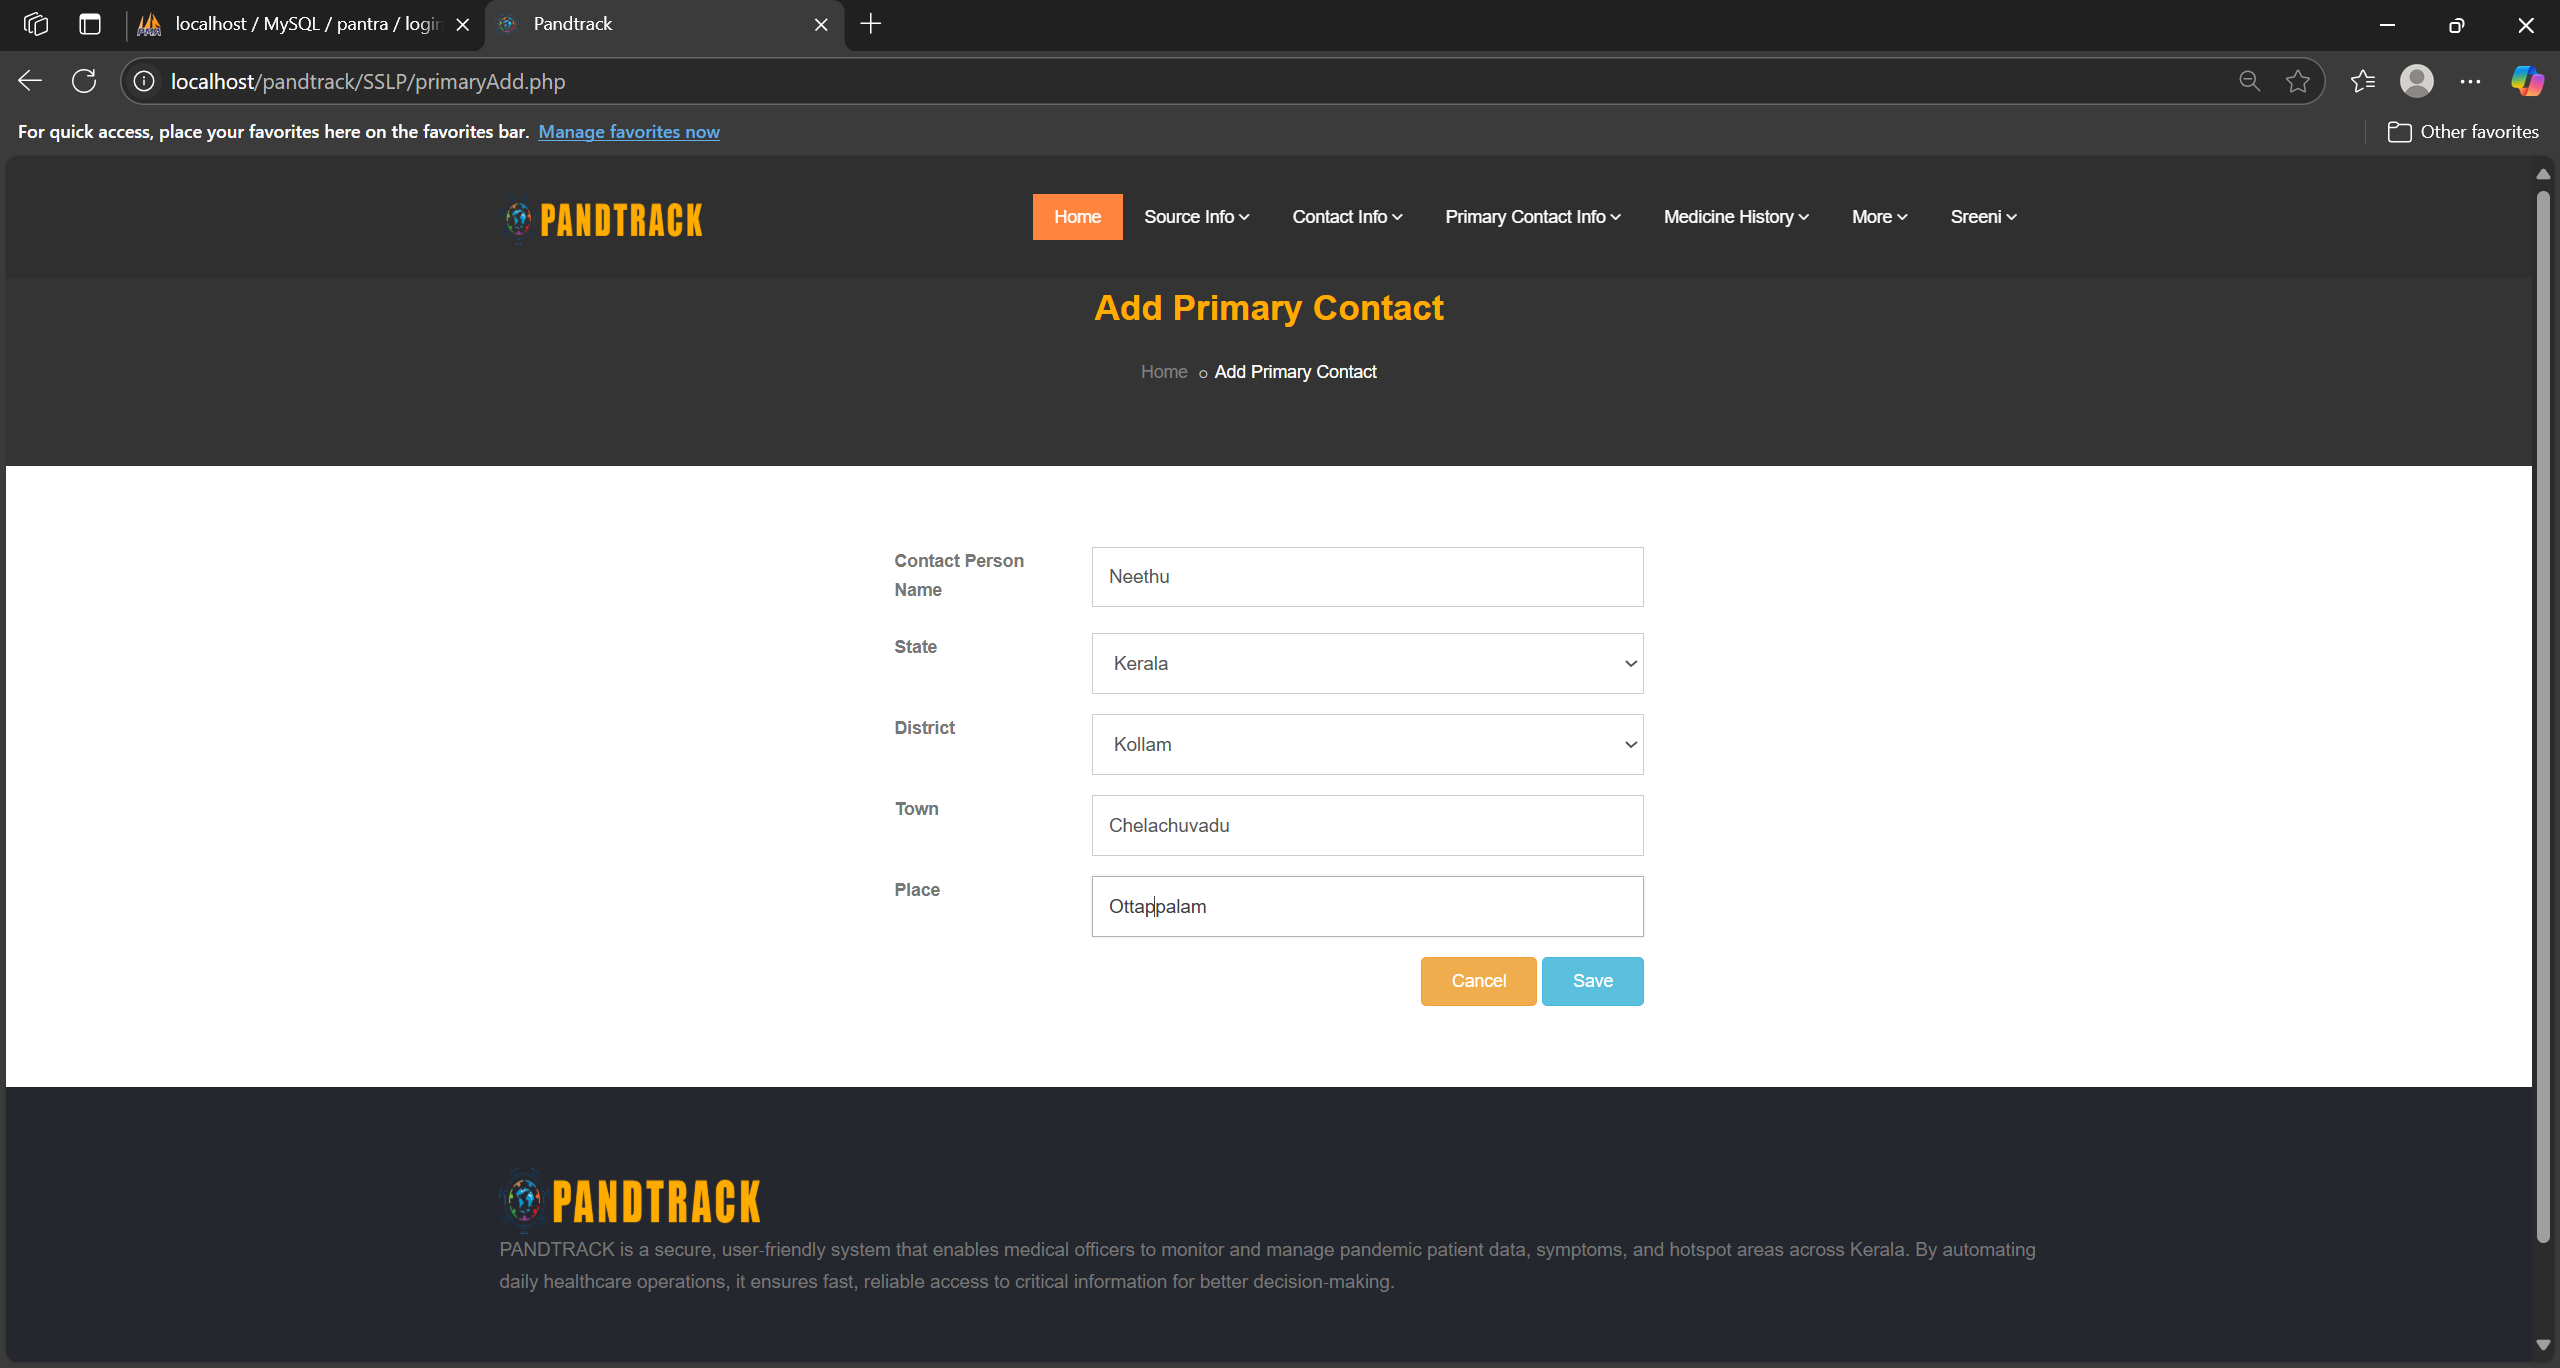 localhost / MySQL / pantra / login
Pandtrack
localhost/pandtrack/SSLP/primaryAdd.php
For quick access, place your favorites here on the favorites bar. Manage favorites now
Other favorites
PANDTRACK
Home
Source Info
Contact Info
Primary Contact Info
Medicine History
More
Sreeni
Add Primary Contact
Home Add Primary Contact
Contact Person
Name
Neethu
State
Kerala
District
Kollam
Town
Chelachuvadu
Place
Ottappalam
Cancel
Save
PANDTRACK
PANDTRACK is a secure, user-friendly system that enables medical officers to monitor and manage pandemic patient data, symptoms, and hotspot areas across Kerala. By automating
daily healthcare operations, it ensures fast, reliable access to critical information for better decision-making.